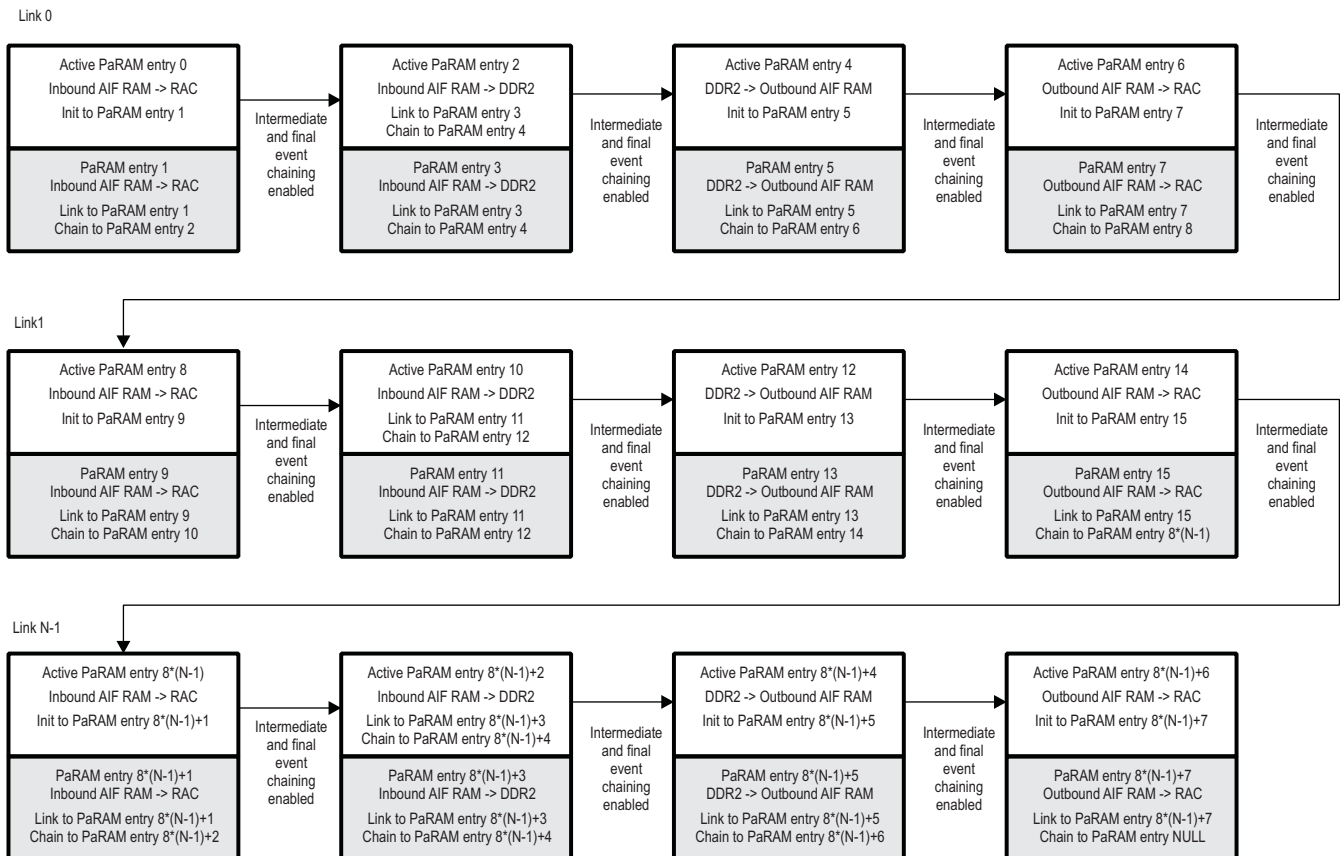 Link 0
Active PaRAM entry 0
Inbound AIF RAM -> RAC
Init to PaRAM entry 1
PaRAM entry 1
Inbound AIF RAM -> RAC
Link to PaRAM entry 1
Chain to PaRAM entry 2
Intermediate
and final
event
chaining
enabled
Active PaRAM entry 2
Inbound AIF RAM -> DDR2
Link to PaRAM entry 3
Chain to PaRAM entry 4
PaRAM entry 3
Inbound AIF RAM -> DDR2
Link to PaRAM entry 3
Chain to PaRAM entry 4
Intermediate
and final
event
chaining
enabled
Active PaRAM entry 4
DDR2 -> Outbound AIF RAM
Init to PaRAM entry 5
PaRAM entry 5
DDR2 -> Outbound AIF RAM
Link to PaRAM entry 5
Chain to PaRAM entry 6
Intermediate
and final
event
chaining
enabled
Active PaRAM entry 6
Outbound AIF RAM -> RAC
Init to PaRAM entry 7
PaRAM entry 7
Outbound AIF RAM -> RAC
Link to PaRAM entry 7
Chain to PaRAM entry 8
Intermediate
and final
event
chaining
enabled
Link1
Active PaRAM entry 8
Inbound AIF RAM -> RAC
Init to PaRAM entry 9
PaRAM entry 9
Inbound AIF RAM -> RAC
Link to PaRAM entry 9
Chain to PaRAM entry 10
Intermediate
and final
event
chaining
enabled
Active PaRAM entry 10
Inbound AIF RAM -> DDR2
Link to PaRAM entry 11
Chain to PaRAM entry 12
PaRAM entry 11
Inbound AIF RAM -> DDR2
Link to PaRAM entry 11
Chain to PaRAM entry 12
Intermediate
and final
event
chaining
enabled
Active PaRAM entry 12
DDR2 -> Outbound AIF RAM
Init to PaRAM entry 13
PaRAM entry 13
DDR2 -> Outbound AIF RAM
Link to PaRAM entry 13
Chain to PaRAM entry 14
Intermediate
and final
event
chaining
enabled
Active PaRAM entry 14
Outbound AIF RAM -> RAC
Init to PaRAM entry 15
PaRAM entry 15
Outbound AIF RAM -> RAC
Link to PaRAM entry 15
Chain to PaRAM entry 8*(N-1)
Intermediate
and final
event
chaining
enabled
Link N-1
Active PaRAM entry 8*(N-1)
Inbound AIF RAM -> RAC
Init to PaRAM entry 8*(N-1)+1
PaRAM entry 8*(N-1)+1
Inbound AIF RAM -> RAC
Link to PaRAM entry 8*(N-1)+1
Chain to PaRAM entry 8*(N-1)+2
Intermediate
and final
event
chaining
enabled
Active PaRAM entry 8*(N-1)+2
Inbound AIF RAM -> DDR2
Link to PaRAM entry 8*(N-1)+3
Chain to PaRAM entry 8*(N-1)+4
PaRAM entry 8*(N-1)+3
Inbound AIF RAM -> DDR2
Link to PaRAM entry 8*(N-1)+3
Chain to PaRAM entry 8*(N-1)+4
Intermediate
and final
event
chaining
enabled
Active PaRAM entry 8*(N-1)+4
DDR2 -> Outbound AIF RAM
Init to PaRAM entry 8*(N-1)+5
PaRAM entry 8*(N-1)+5
DDR2 -> Outbound AIF RAM
Link to PaRAM entry 8*(N-1)+5
Chain to PaRAM entry 8*(N-1)+6
Intermediate
and final
event
chaining
enabled
Active PaRAM entry 8*(N-1)+6
Outbound AIF RAM -> RAC
Init to PaRAM entry 8*(N-1)+7
PaRAM entry 8*(N-1)+7
Outbound AIF RAM -> RAC
Link to PaRAM entry 8*(N-1)+7
Chain to PaRAM entry NULL